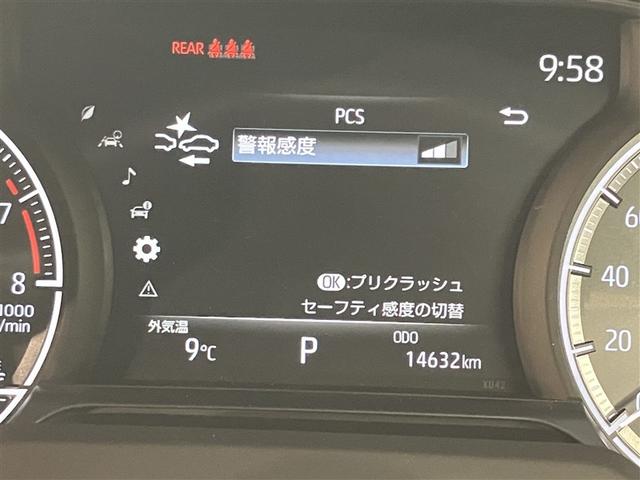 REAR
9:58
PCS
警報感度
OK:プリクラッシュ
セーフティ感度の切替
外気温
9℃
P
ODO
14632km
XU42
7
8
1000
/min
60
40
20